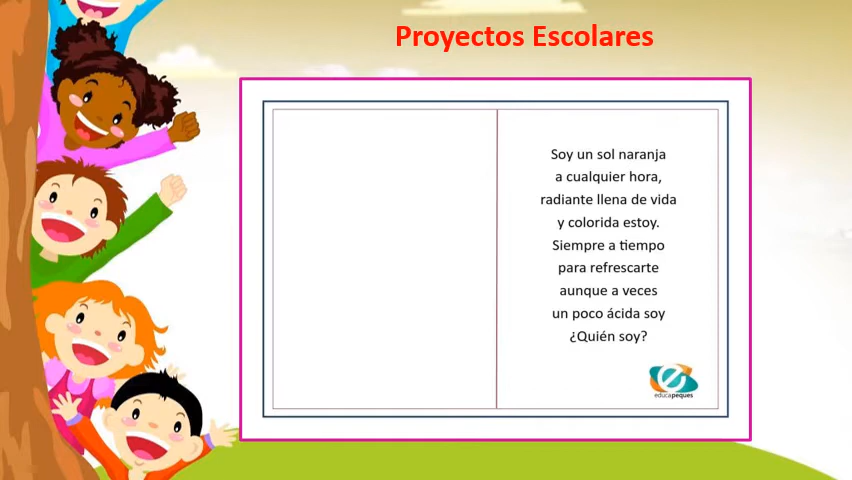 Proyectos Escolares
Soy un sol naranja
a cualquier hora,
radiante llena de vida
y colorida estoy.
Siempre a tiempo
para refrescarte
aunque a veces
un poco ácida soy
¿Quién soy?
educapeques